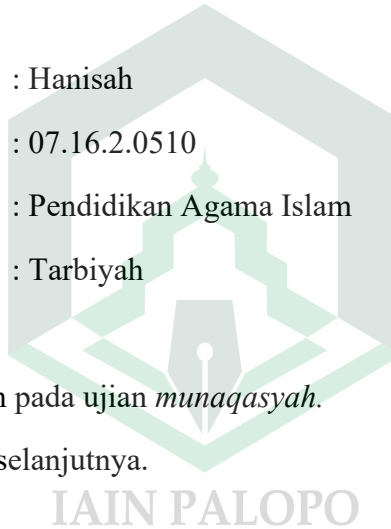 : Hanisah
: 07.16.2.0510
: Pendidikan Agama Islam
: Tarbiyah
pada ujian munaqasyah.
selanjutnya.
IAIN PALOPO